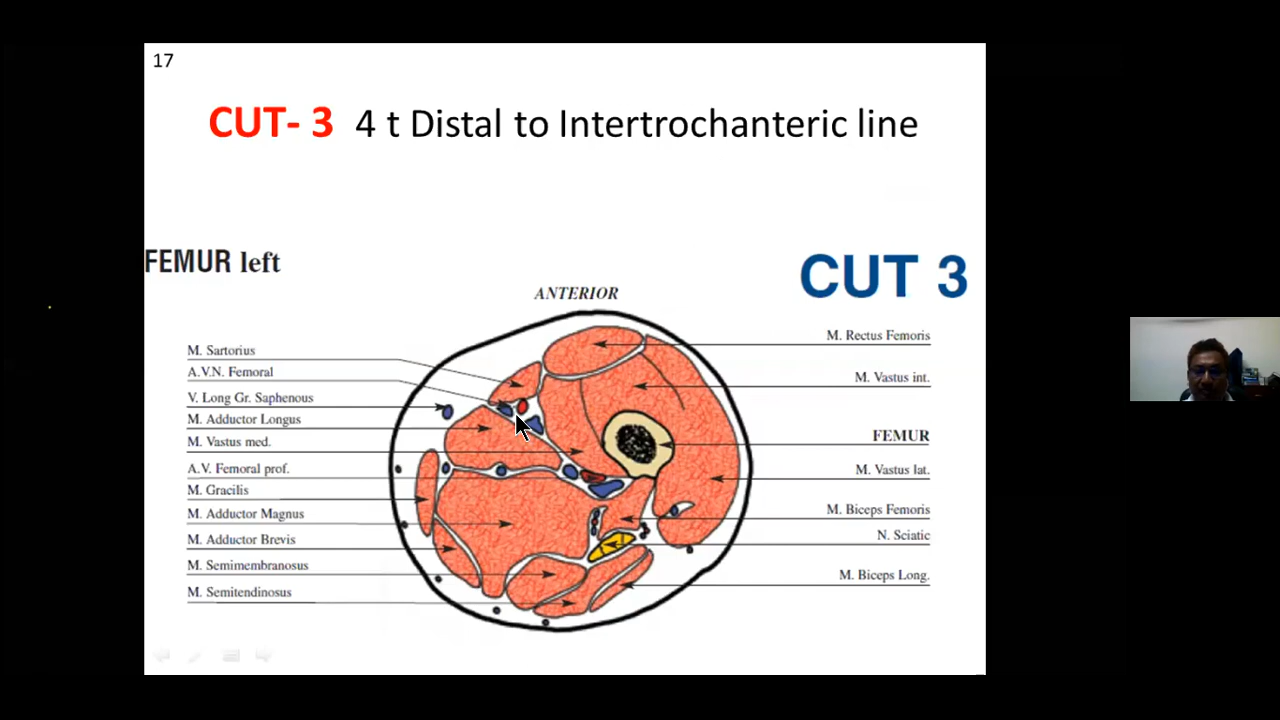 17
CUT- 3 4 t Distal to Intertrochanteric line
FEMUR left
CUT 3
ANTERIOR
M. Sartorius
A.V.N. Femoral
V. Long Gr. Saphenous
M. Adductor Longus
M. Vastus med.
A.V. Femoral prof.
M. Gracilis
M. Adductor Magnus
M. Adductor Brevis
M. Semimembranosus
M. Semitendinosus
M. Rectus Femoris
M. Vastus int.
FEMUR
M. Vastus lat.
M. Biceps Femoris
N. Sciatic
M. Biceps Long.